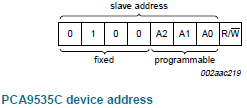 slave address
0 1 0 0 A2 A1 A0 R/W̅
fixed programmable
002aac219
PCA9535C device address